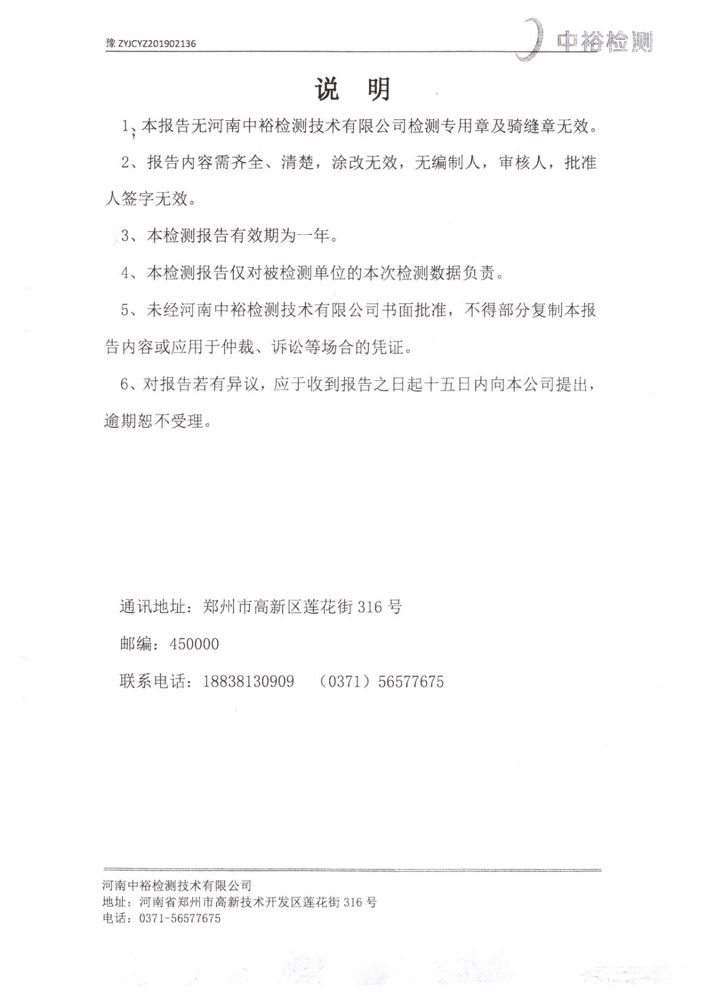 豫 ZYJCYZ201902136
中裕检测
说 明
1、本报告无河南中裕检测技术有限公司检测专用章及骑缝章无效。
2、报告内容需齐全、清楚，涂改无效，无编制人，审核人，批准
人签字无效。
3、本检测报告有效期为一年。
4、本检测报告仅对被检测单位的本次检测数据负责。
5、未经河南中裕检测技术有限公司书面批准，不得部分复制本报
告内容或应用于仲裁、诉讼等场合的凭证。
6、对报告若有异议，应于收到报告之日起十五日内向本公司提出，
逾期恕不受理。
通讯地址：郑州市高新区莲花街 316 号
邮编：450000
联系电话：18838130909 （0371）56577675
河南中裕检测技术有限公司
地址：河南省郑州市高新技术开发区莲花街 316 号
电话：0371-56577675